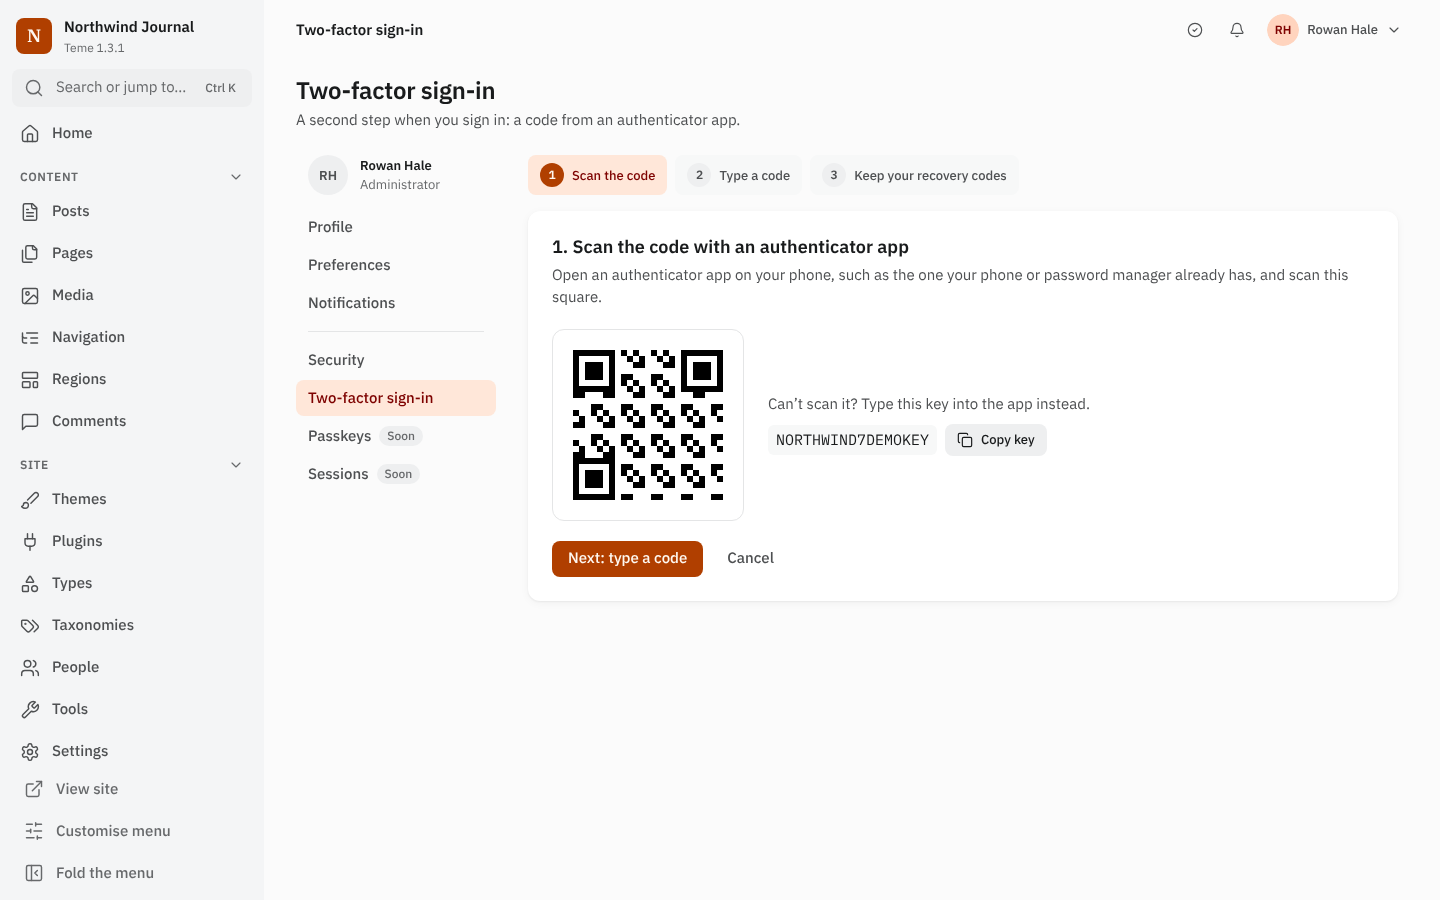 N
Northwind Journal
Teme 1.3.1
Search or jump to...
Ctrl K
Home
CONTENT
Posts
Pages
Media
Navigation
Regions
Comments
SITE
Themes
Plugins
Types
Taxonomies
People
Tools
Settings
View site
Customise menu
Fold the menu
Two-factor sign-in
RH
Rowan Hale
Two-factor sign-in
A second step when you sign in: a code from an authenticator app.
RH
Rowan Hale
Administrator
Profile
Preferences
Notifications
Security
Two-factor sign-in
Passkeys Soon
Sessions Soon
1 Scan the code
2 Type a code
3 Keep your recovery codes
1. Scan the code with an authenticator app
Open an authenticator app on your phone, such as the one your phone or password manager already has, and scan this
square.
Can’t scan it? Type this key into the app instead.
NORTHWIND7DEMOKEY
Copy key
Next: type a code
Cancel